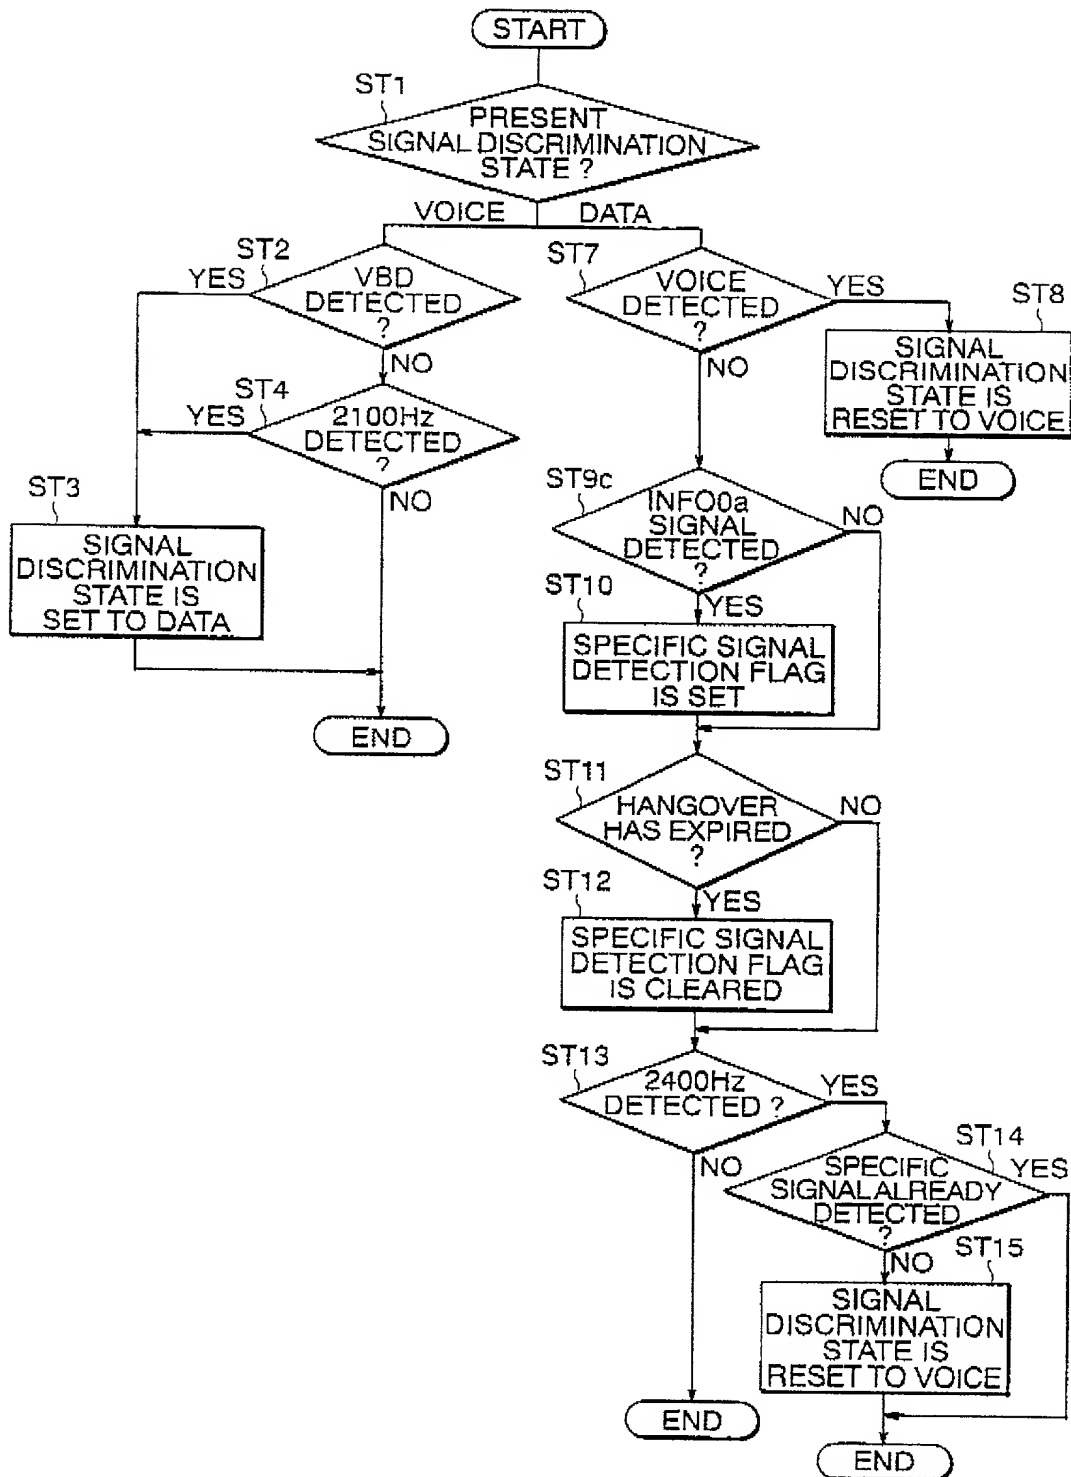 START
ST1
PRESENT
SIGNAL DISCRIMINATION
STATE ?
VOICE
DATA
ST2
YES
VBD
DETECTED
?
NO
ST4
YES
2100Hz
DETECTED
?
NO
ST3
SIGNAL
DISCRIMINATION
STATE IS
SET TO DATA
END
ST7
VOICE
DETECTED
?
YES
NO
ST8
SIGNAL
DISCRIMINATION
STATE IS
RESET TO VOICE
END
ST9c
INFO0a
SIGNAL
DETECTED
?
NO
YES
ST10
SPECIFIC SIGNAL
DETECTION FLAG
IS SET
ST11
HANGOVER
HAS EXPIRED
?
NO
YES
ST12
SPECIFIC SIGNAL
DETECTION FLAG
IS CLEARED
ST13
2400Hz
DETECTED ?
YES
NO
ST14
SPECIFIC
SIGNAL ALREADY
DETECTED
?
YES
NO
ST15
SIGNAL
DISCRIMINATION
STATE IS
RESET TO VOICE
END
END